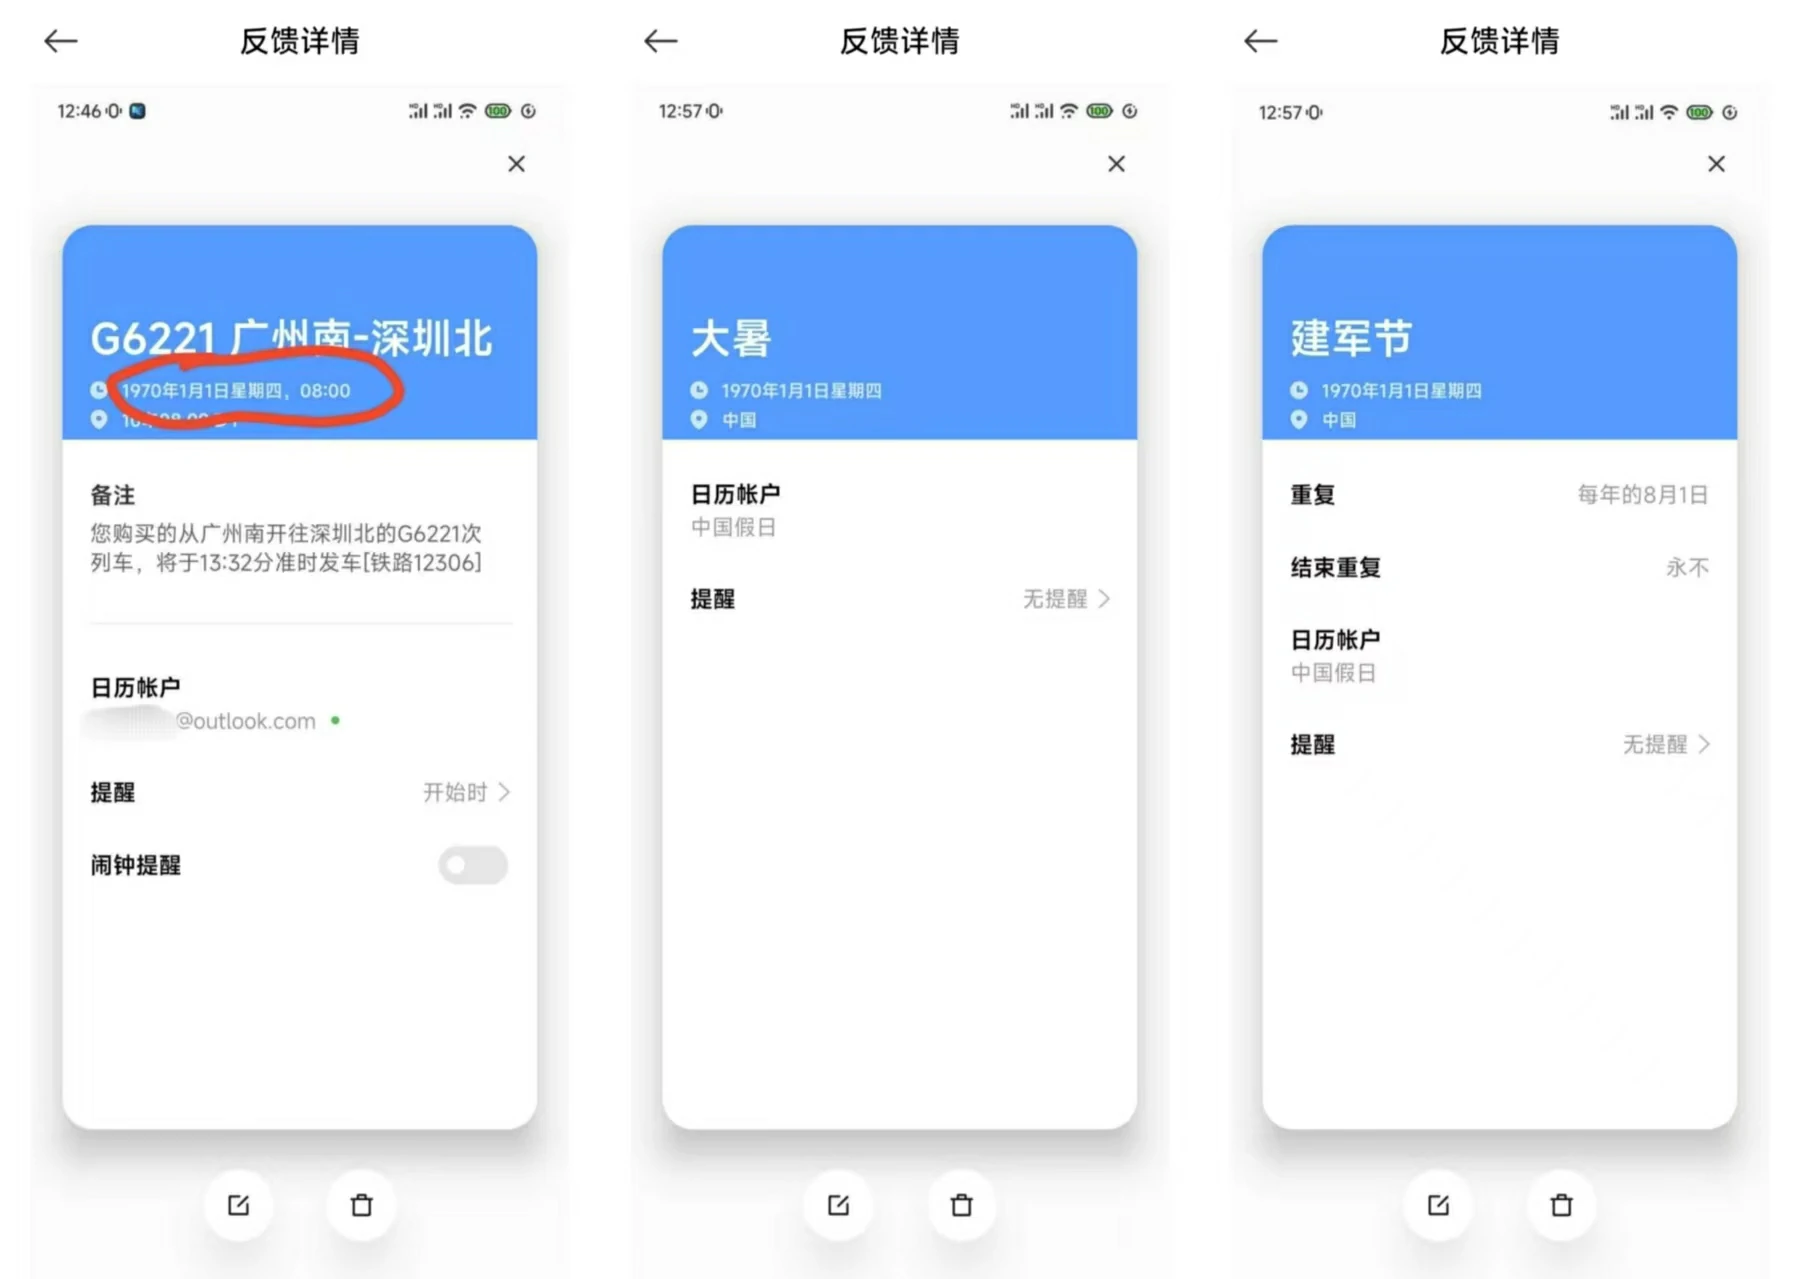 反馈详情
12:46
100
G6221 广州南-深圳北
1970年1月1日星期四，08:00
备注
您购买的从广州南开往深圳北的G6221次
列车，将于13:32分准时发车[铁路12306]
日历帐户
@outlook.com
提醒
开始时
闹钟提醒
反馈详情
12:57
100
大暑
1970年1月1日星期四
中国
日历帐户
中国假日
提醒
无提醒
反馈详情
12:57
100
建军节
1970年1月1日星期四
中国
重复
每年的8月1日
结束重复
永不
日历帐户
中国假日
提醒
无提醒